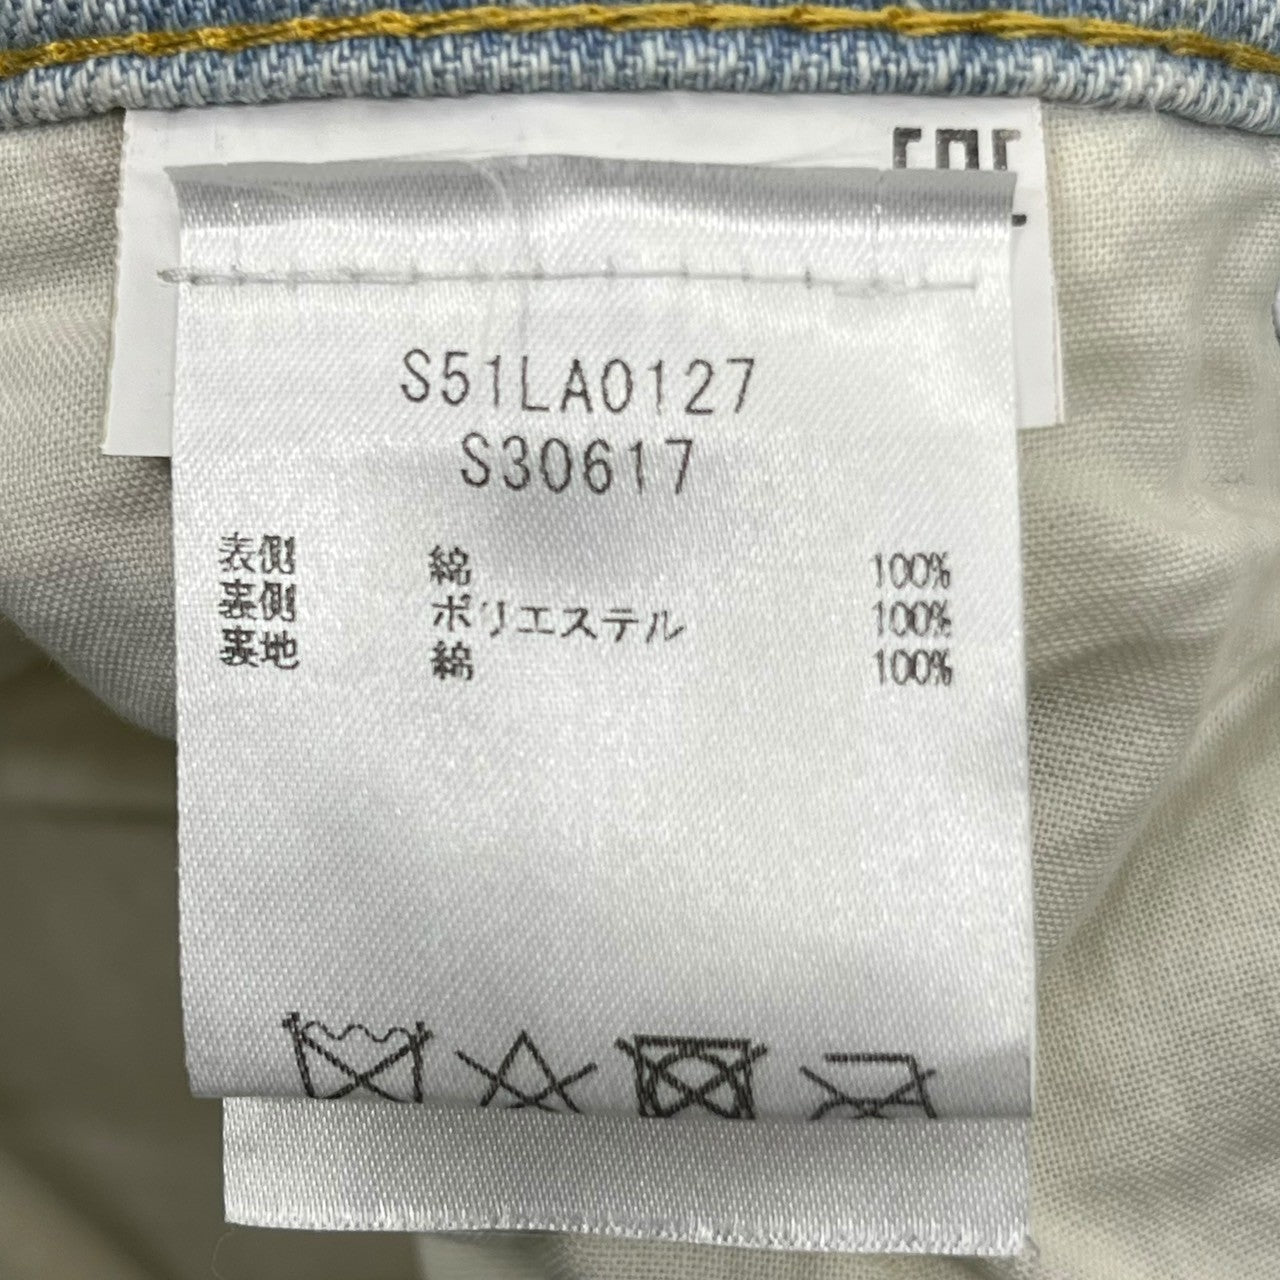 S51LA0127
S30617
表側 綿 100%
裏側 ポリエステル 100%
裏地 綿 100%